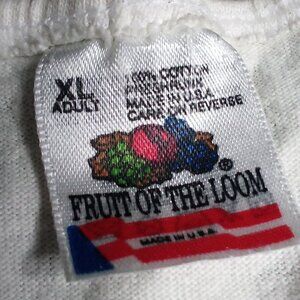 XL
ADULT
100% COTTON
PRESHRUNK
MADE IN U.S.A.
CARE ON REVERSE
®
FRUIT OF THE LOOM
MADE IN U.S.A.